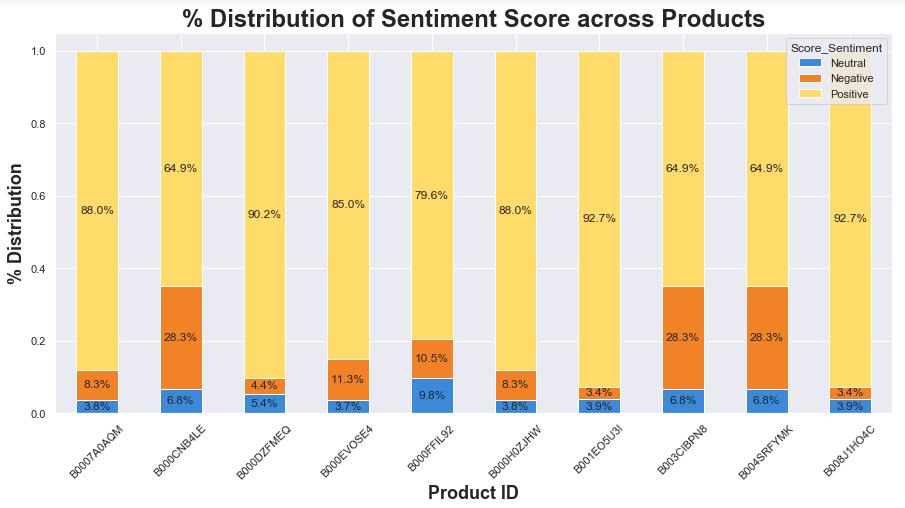 % Distribution of Sentiment Score across Products
Score_Sentiment
Neutral
Negative
Positive
% Distribution
1.0
0.8
0.6
0.4
0.2
0.0
88.0%
64.9%
90.2%
85.0%
79.6%
88.0%
92.7%
64.9%
64.9%
92.7%
8.3%
28.3%
4.4%
11.3%
10.5%
8.3%
3.4%
28.3%
28.3%
3.4%
3.8%
6.8%
5.4%
3.7%
9.8%
3.8%
3.9%
6.8%
6.8%
3.9%
B0007A0AQM
B000CNB4LE
B000DZFMEQ
B000EVOSE4
B000FFIL92
B000H0ZJHW
B001EO5U3I
B003CIBPN8
B004SRFYMK
B008J1HO4C
Product ID